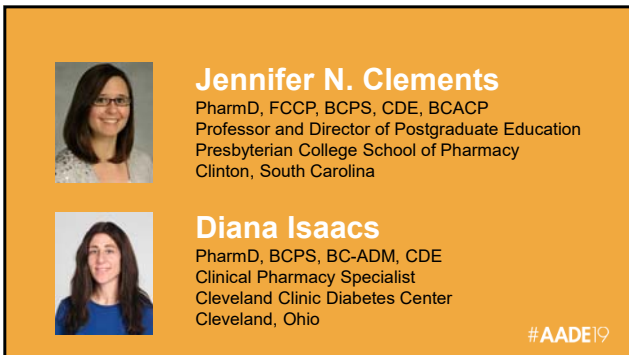 Jennifer N. Clements
PharmD, FCCP, BCPS, CDE, BCACP
Professor and Director of Postgraduate Education
Presbyterian College School of Pharmacy
Clinton, South Carolina
Diana Isaacs
PharmD, BCPS, BC-ADM, CDE
Clinical Pharmacy Specialist
Cleveland Clinic Diabetes Center
Cleveland, Ohio
#AADE19